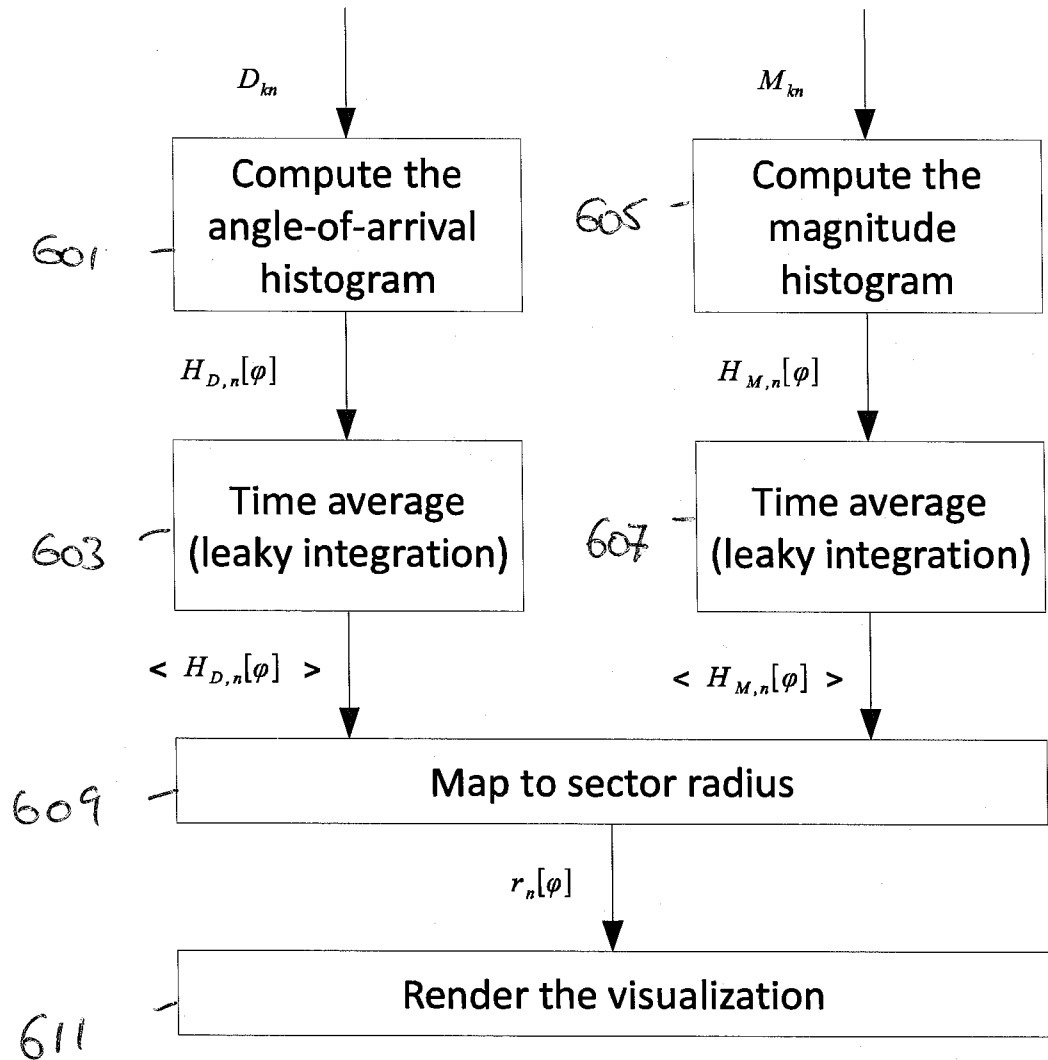 D_kn
M_kn
Compute the
angle-of-arrival
histogram
601
Compute the
magnitude
histogram
605
H_D,n[φ]
H_M,n[φ]
Time average
(leaky integration)
603
Time average
(leaky integration)
607
< H_D,n[φ] >
< H_M,n[φ] >
Map to sector radius
609
r_n[φ]
Render the visualization
611